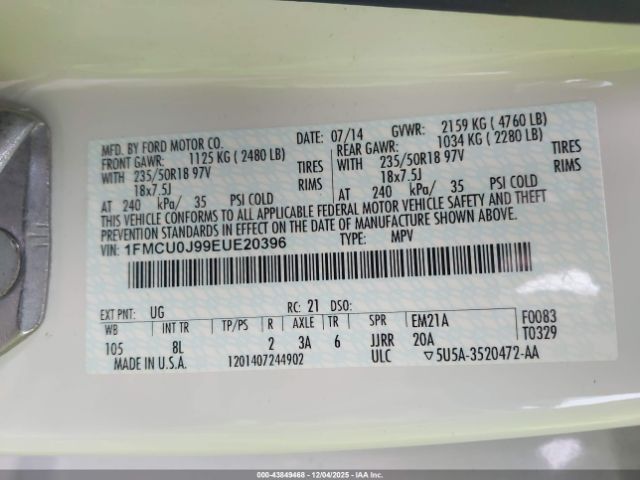 MFD. BY FORD MOTOR CO. DATE: 07/14 GVWR: 2159 KG ( 4760 LB)
FRONT GAWR: 1125 KG ( 2480 LB) REAR GAWR: 1034 KG ( 2280 LB)
WITH 235/50R18 97V TIRES WITH 235/50R18 97V TIRES
18x7.5J RIMS 18x7.5J RIMS
AT 240 kPa/ 35 PSI COLD AT 240 kPa/ 35 PSI COLD
THIS VEHICLE CONFORMS TO ALL APPLICABLE FEDERAL MOTOR VEHICLE SAFETY AND THEFT
PREVENTION STANDARDS IN EFFECT ON THE DATE OF MANUFACTURE SHOWN ABOVE.
VIN: 1FMCU0J99EUE20396 TYPE: MPV
EXT PNT: UG RC: 21 DSO:
WB INT TR TP/PS R AXLE TR SPR EM21A F0083
105 8L 2 3A 6 JJRR 20A T0329
MADE IN U.S.A. 1201407244902 ULC ▽5U5A-3520472-AA
000-43849468 - 12/04/2025 - IAA Inc.